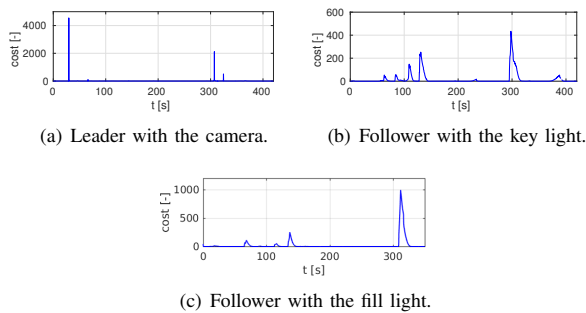 cost [-]
4000
2000
0
0 100 200 300 400
t [s]
(a) Leader with the camera.
cost [-]
600
400
200
0
0 100 200 300 400
t [s]
(b) Follower with the key light.
cost [-]
1000
500
0
0 100 200 300
t [s]
(c) Follower with the fill light.